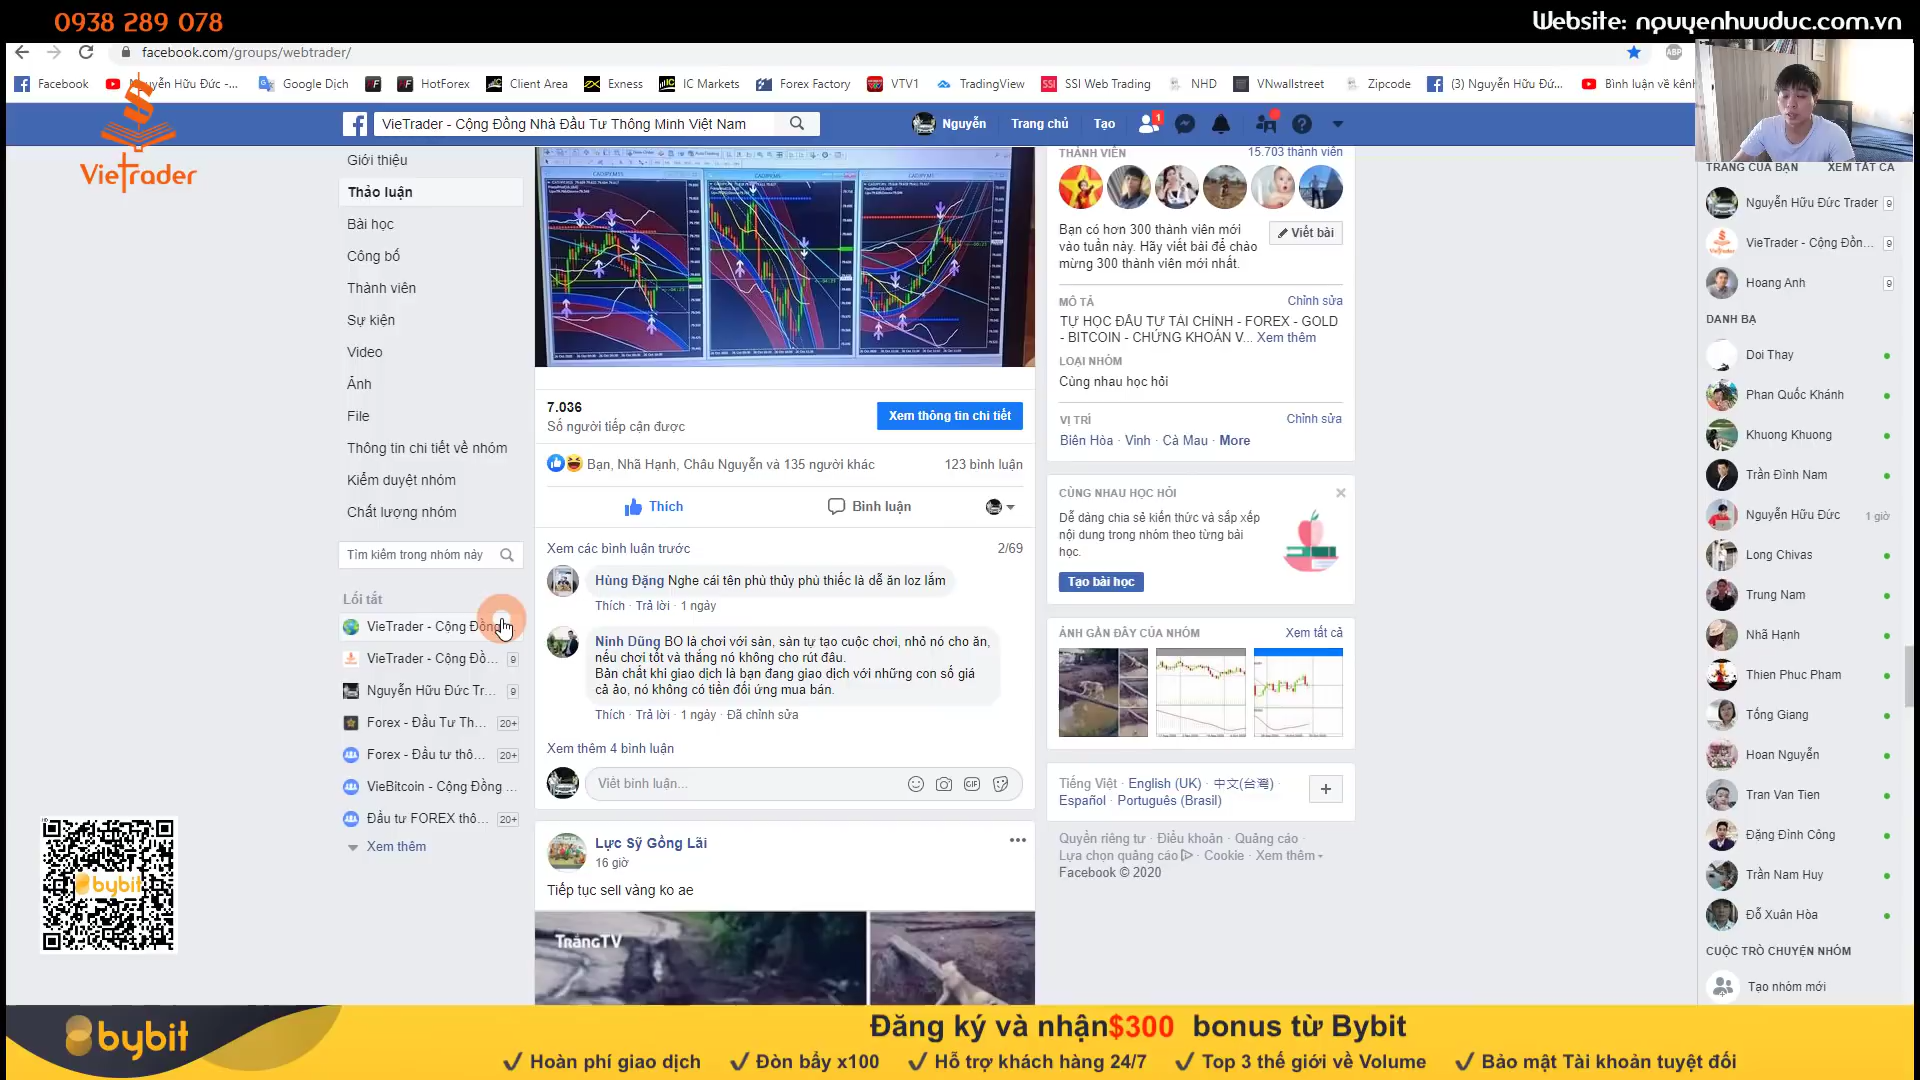 0938 289 078
Website: nguyenhuuduc.com.vn
facebook.com/groups/webtrader/
ABP
Facebook
Nguyễn Hữu Đức -...
Google Dịch
HotForex
Client Area
Exness
IC Markets
Forex Factory
VTV1
TradingView
SSI Web Trading
NHD
VNwallstreet
Zipcode
(3) Nguyễn Hữu Đứ...
Bình luận về kênh
VieTrader
VieTrader - Cộng Đồng Nhà Đầu Tư Thông Minh Việt Nam
Nguyễn
Trang chủ
Tạo
1
Giới thiệu
Thảo luận
Bài học
Công bố
Thành viên
Sự kiện
Video
Ảnh
File
Thông tin chi tiết về nhóm
Kiểm duyệt nhóm
Chất lượng nhóm
Tìm kiếm trong nhóm này
Lối tắt
VieTrader - Cộng Đồng
VieTrader - Cộng Đồ... 9
Nguyễn Hữu Đức Tr... 9
Forex - Đầu Tư Th... 20+
Forex - Đầu tư thô... 20+
VieBitcoin - Cộng Đồng ...
Đầu tư FOREX thô... 20+
Xem thêm
bybit
7.036
Số người tiếp cận được
Xem thông tin chi tiết
Bạn, Nhã Hạnh, Châu Nguyễn và 135 người khác
123 bình luận
Thích
Bình luận
Xem các bình luận trước
2/69
Hùng Đặng Nghe cái tên phù thủy phù thiếc là dễ ăn loz lắm
Thích · Trả lời · 1 ngày
Ninh Dũng BO là chơi với sàn, sàn tự tạo cuộc chơi, nhỏ nó cho ăn,
nếu chơi tốt và thắng nó không cho rút đâu.
Bản chất khi giao dịch là bạn đang giao dịch với những con số giá
cả ảo, nó không có tiền đối ứng mua bán.
Thích · Trả lời · 1 ngày · Đã chỉnh sửa
Xem thêm 4 bình luận
Viết bình luận...
GIF
Lực Sỹ Gồng Lãi
16 giờ
Tiếp tục sell vàng ko ae
TrắngTV
THÀNH VIÊN
15.703 thành viên
Bạn có hơn 300 thành viên mới
vào tuần này. Hãy viết bài để chào
mừng 300 thành viên mới nhất.
Viết bài
MÔ TẢ
Chỉnh sửa
TỰ HỌC ĐẦU TƯ TÀI CHÍNH - FOREX - GOLD
- BITCOIN - CHỨNG KHOÁN V... Xem thêm
LOẠI NHÓM
Cùng nhau học hỏi
VỊ TRÍ
Chỉnh sửa
Biên Hòa · Vinh · Cà Mau · More
CÙNG NHAU HỌC HỎI
Dễ dàng chia sẻ kiến thức và sắp xếp
nội dung trong nhóm theo từng bài
học.
Tạo bài học
ẢNH GẦN ĐÂY CỦA NHÓM
Xem tất cả
Tiếng Việt · English (UK) · 中文(台灣) ·
Español · Português (Brasil)
Quyền riêng tư · Điều khoản · Quảng cáo ·
Lựa chọn quảng cáo · Cookie · Xem thêm
Facebook © 2020
TRANG CỦA BẠN
XEM TẤT CẢ
Nguyễn Hữu Đức Trader 9
VieTrader - Cộng Đồn... 9
Hoang Anh 9
DANH BẠ
Doi Thay
Phan Quốc Khánh
Khuong Khuong
Trần Đình Nam
Nguyễn Hữu Đức 1 giờ
Long Chivas
Trung Nam
Nhã Hạnh
Thien Phuc Pham
Tống Giang
Hoan Nguyễn
Tran Van Tien
Đặng Đình Công
Trần Nam Huy
Đỗ Xuân Hòa
CUỘC TRÒ CHUYỆN NHÓM
Tạo nhóm mới
bybit
Đăng ký và nhận$300 bonus từ Bybit
Hoàn phí giao dịch
Đòn bẩy x100
Hỗ trợ khách hàng 24/7
Top 3 thế giới về Volume
Bảo mật Tài khoản tuyệt đối